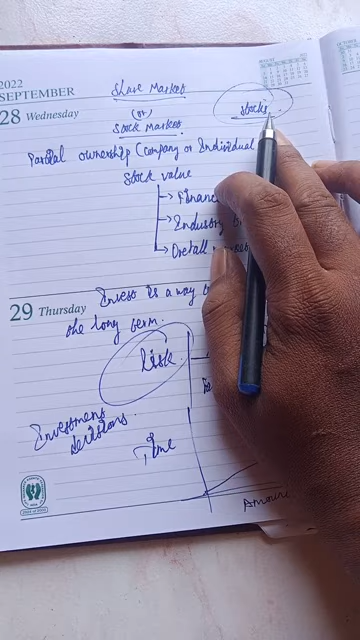 2022
SEPTEMBER
28 Wednesday
Share Market
(or)
Stock Market
Stocks
Partial ownership (Company or Individual
Stock value
Industry
Overall
29 Thursday
Invest is a way
the long term.
Risk
Investment
decisions.
Time
Amount